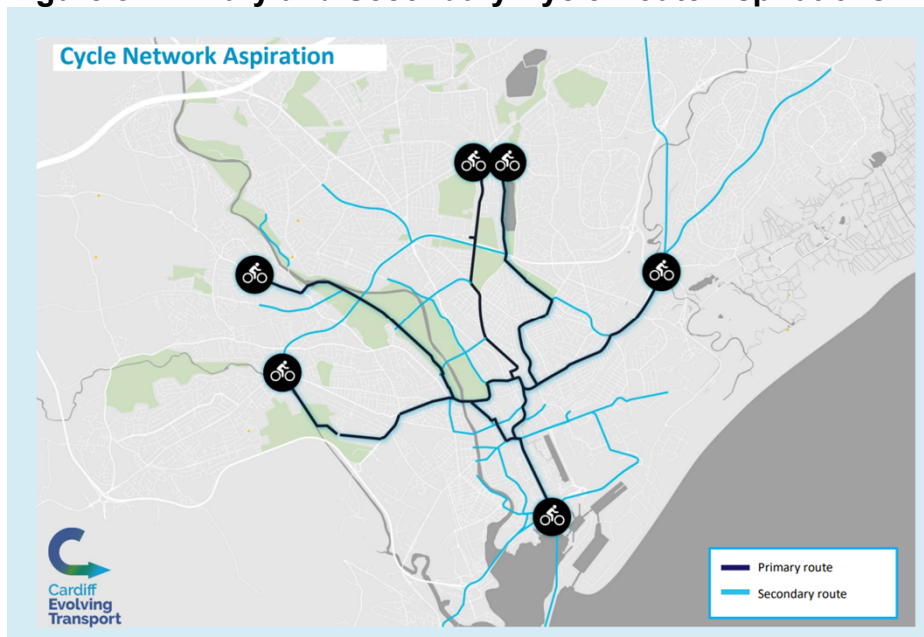 Cycle Network Aspiration
Primary route
Secondary route
Cardiff
Evolving
Transport